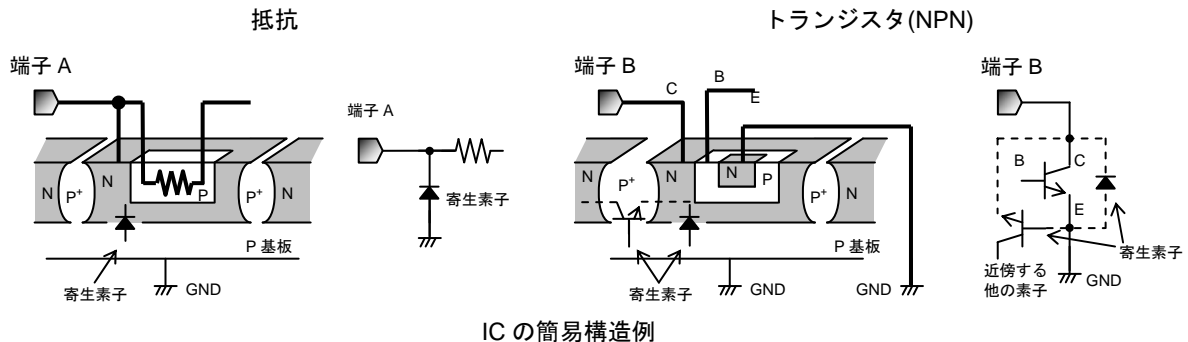 抵抗
トランジスタ(NPN)
端子 A
N
P+
N
P
P+
N
P 基板
寄生素子
GND
端子 A
寄生素子
端子 B
C
B
E
N
P+
N
N
P
P+
N
P 基板
寄生素子
GND
GND
端子 B
B
C
E
寄生素子
近傍する
他の素子
GND
IC の簡易構造例